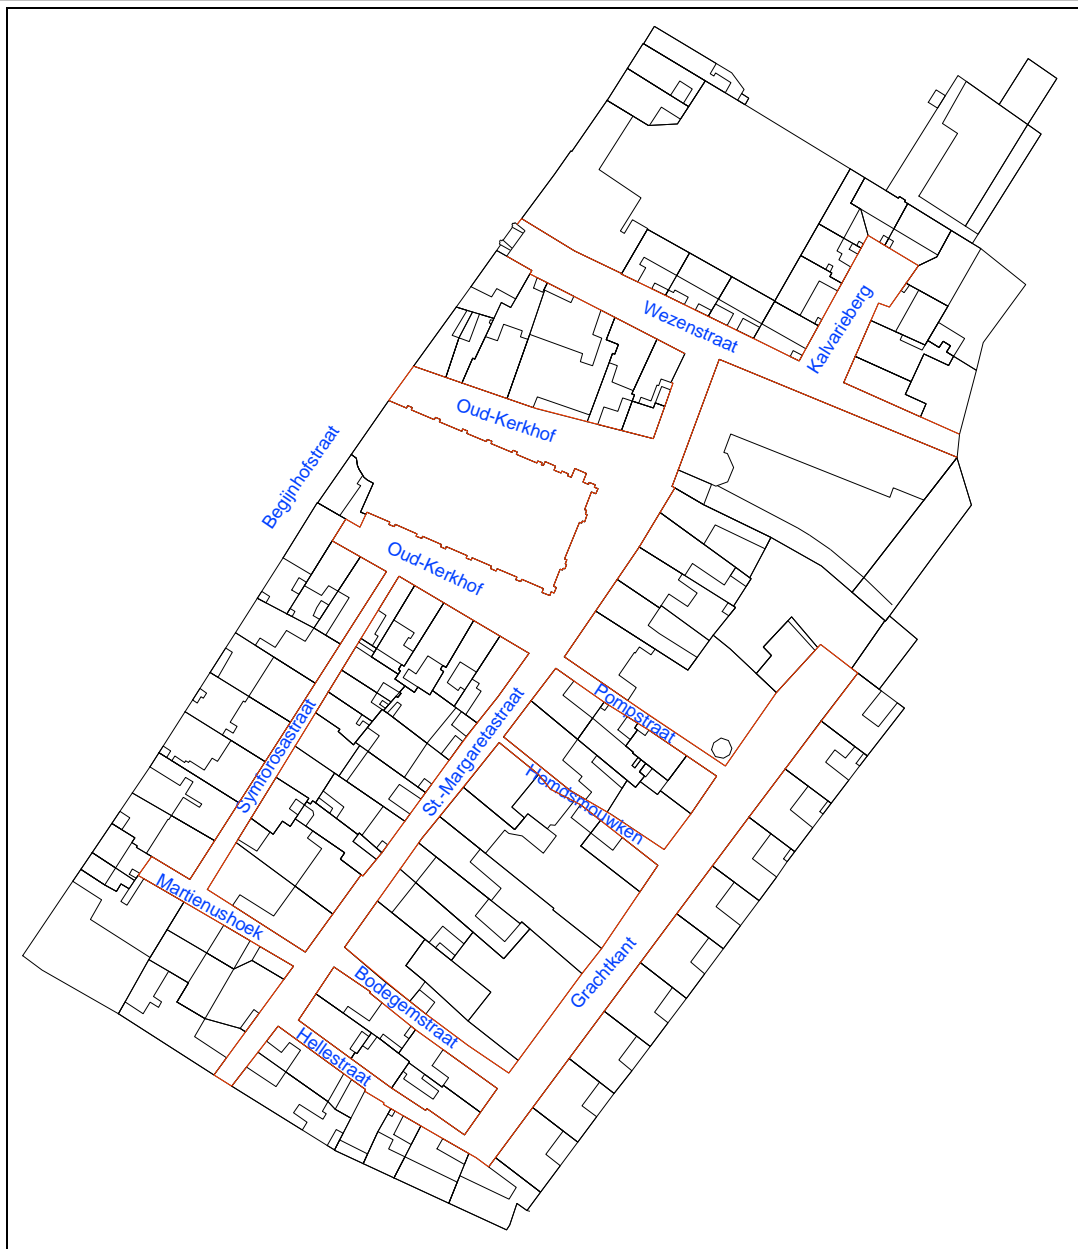 Wezenstraat
Kalvarieberg
Oud-Kerkhof
Begijnhofstraat
Oud-Kerkhof
Pompstraat
Symforosastraat
St.-Margaretastraat
Hemdsmouwken
Martienushoek
Grachtkant
Bodegemstraat
Hellestraat